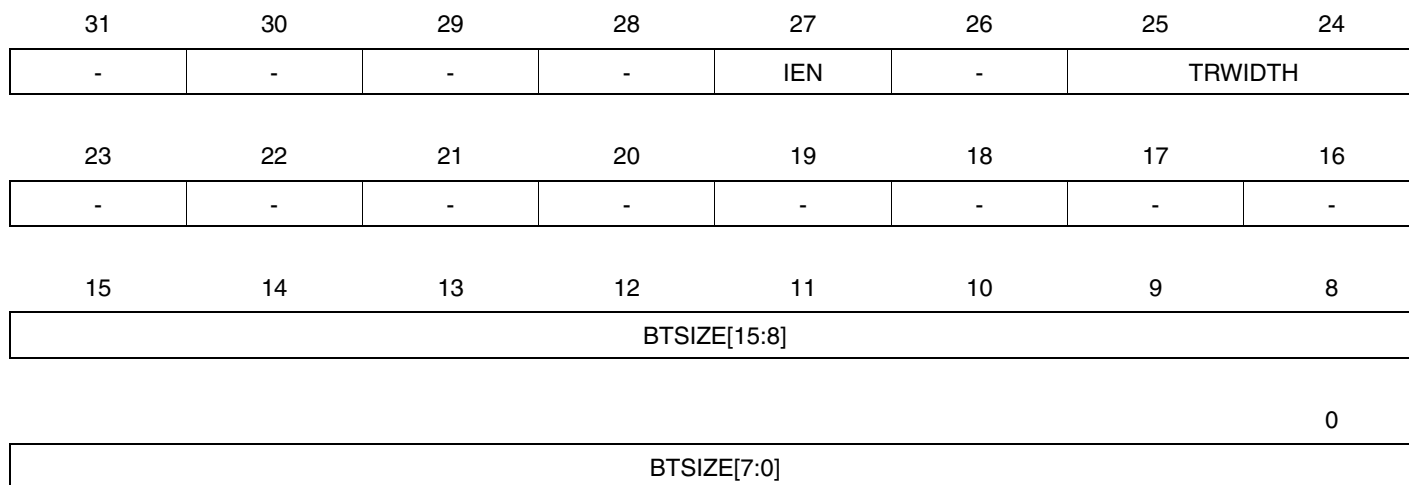 31 30 29 28 27 26 25 24
- - - - IEN - TRWIDTH
23 22 21 20 19 18 17 16
- - - - - - - -
15 14 13 12 11 10 9 8
BTSIZE[15:8]
0
BTSIZE[7:0]